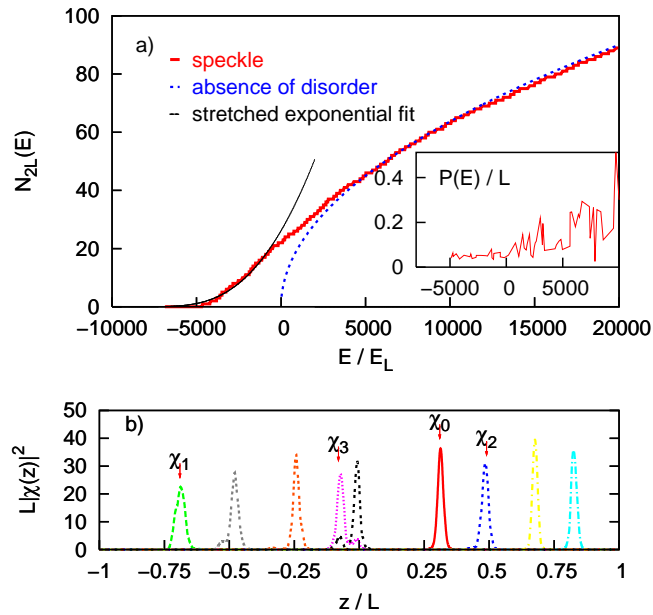 100
80
60
40
20
0
N2L(E)
a)
speckle
absence of disorder
stretched exponential fit
P(E) / L
0.4
0.2
0
−5000 0 5000
−10000 −5000 0 5000 10000 15000 20000
E / EL
b)
50
40
30
20
10
0
L|χ(z)|²
χ1 χ3 χ0 χ2
−1 −0.75 −0.5 −0.25 0 0.25 0.5 0.75 1
z / L